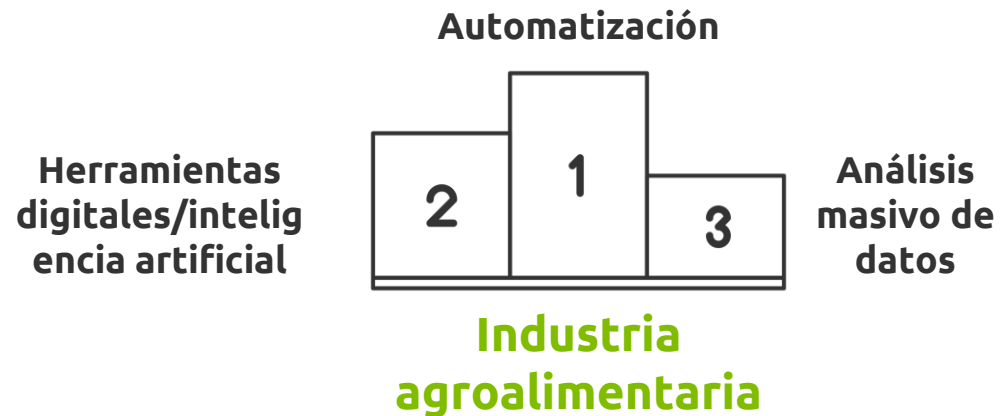 Automatización
Herramientas
digitales/intelig
encia artificial
2
1
3
Análisis
masivo de
datos
Industria
agroalimentaria